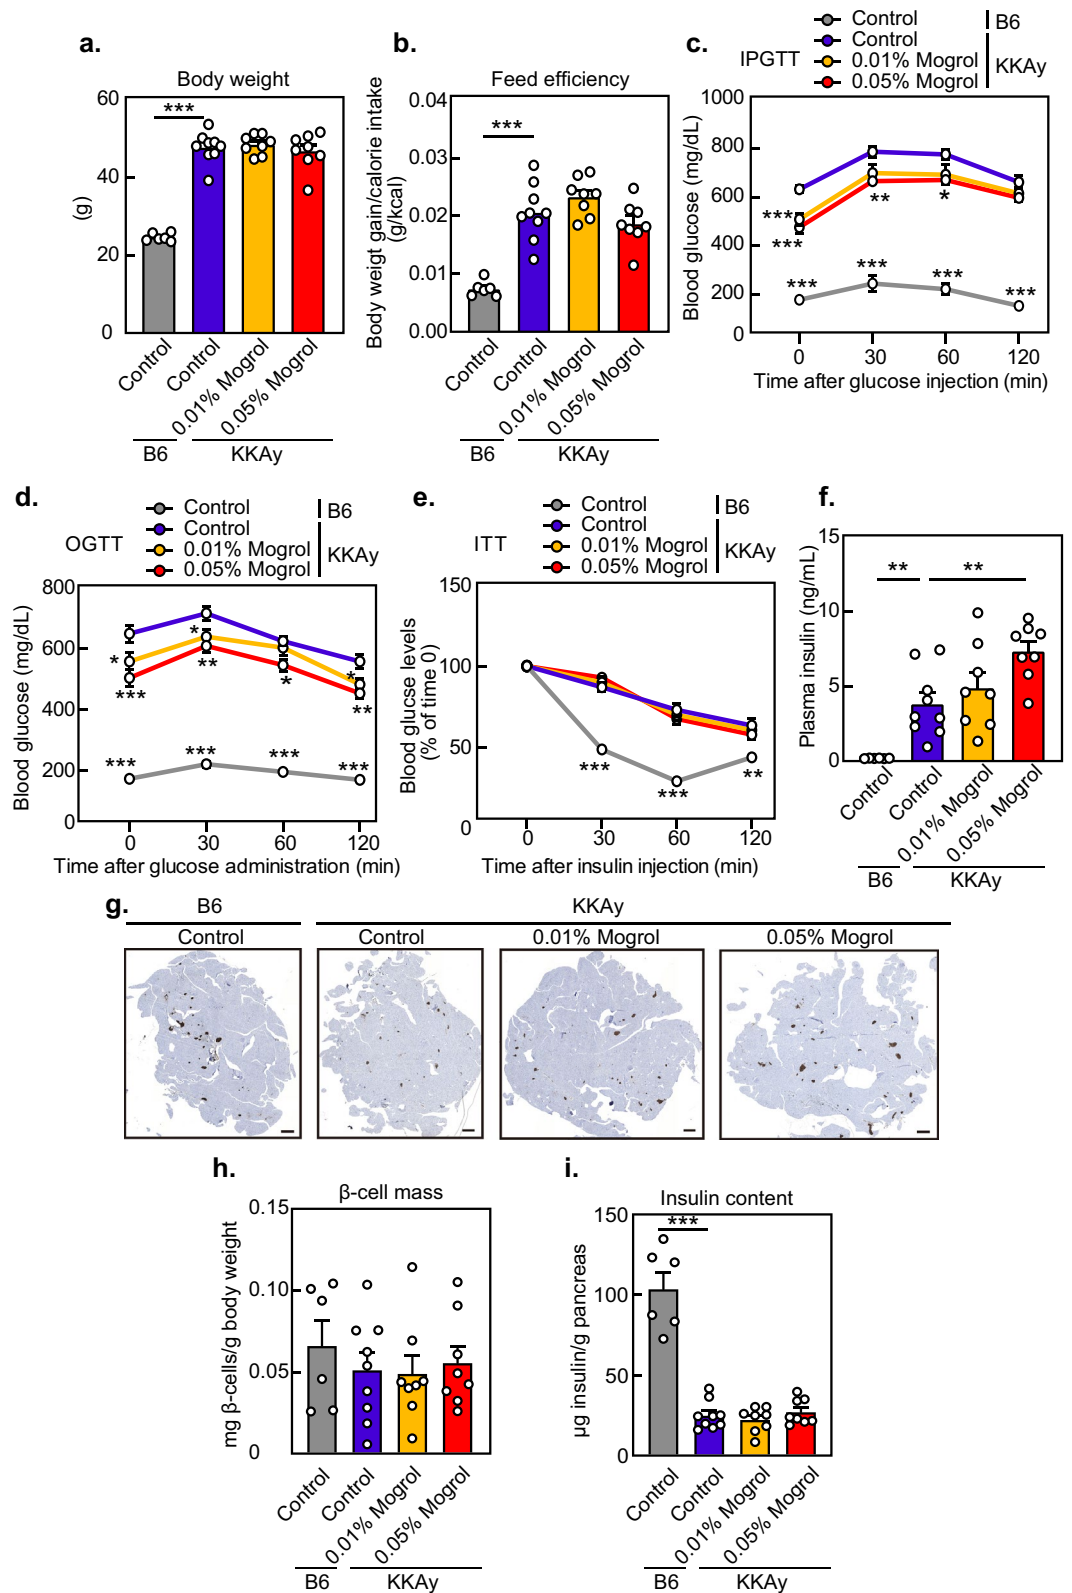 a.
Body weight
***
(g)
60
40
20
0
Control
Control
0.01% Mogrol
0.05% Mogrol
B6
KKAy
b.
Feed efficiency
***
Body weigt gain/calorie intake
(g/kcal)
0.04
0.03
0.02
0.01
0.00
Control
Control
0.01% Mogrol
0.05% Mogrol
B6
KKAy
c.
IPGTT
Control
B6
Control
0.01% Mogrol
0.05% Mogrol
KKAy
Blood glucose (mg/dL)
1000
800
600
400
200
0
***
***
**
*
***
***
***
***
0
30
60
120
Time after glucose injection (min)
d.
OGTT
Control
B6
Control
0.01% Mogrol
0.05% Mogrol
KKAy
Blood glucose (mg/dL)
800
600
400
200
0
*
*
*
***
**
*
**
***
***
***
***
0
30
60
120
Time after glucose administration (min)
e.
ITT
Control
B6
Control
0.01% Mogrol
0.05% Mogrol
KKAy
Blood glucse levels
(% of time 0)
150
100
50
0
***
***
**
0
30
60
120
Time after insulin injection (min)
f.
Plasma insulin (ng/mL)
15
10
5
0
**
**
Control
Control
0.01% Mogrol
0.05% Mogrol
B6
KKAy
g.
B6
KKAy
Control
Control
0.01% Mogrol
0.05% Mogrol
h.
β-cell mass
mg β-cells/g body weight
0.15
0.10
0.05
0
Control
Control
0.01% Mogrol
0.05% Mogrol
B6
KKAy
i.
Insulin content
***
μg insulin/g pancreas
150
100
50
0
Control
Control
0.01% Mogrol
0.05% Mogrol
B6
KKAy